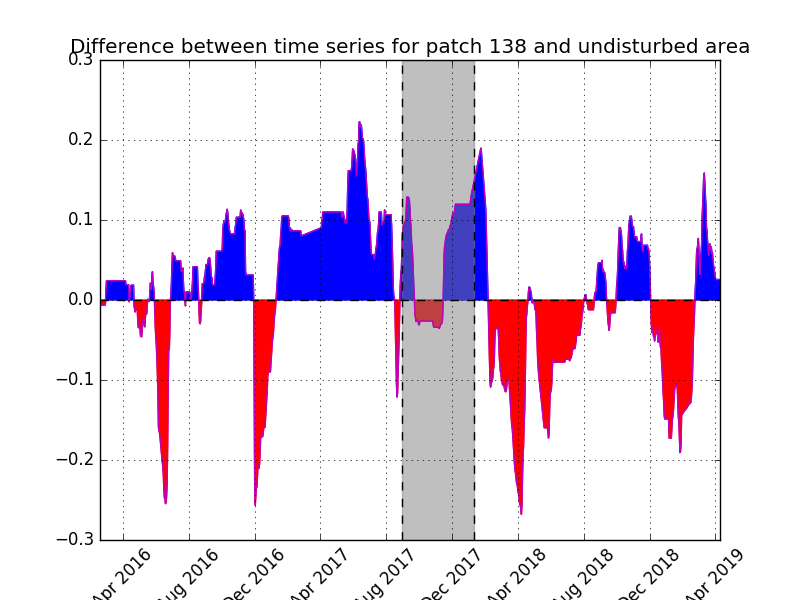 Difference between time series for patch 138 and undisturbed area
0.3
0.2
0.1
0.0
−0.1
−0.2
−0.3
Apr 2016
Aug 2016
Dec 2016
Apr 2017
Aug 2017
Dec 2017
Apr 2018
Aug 2018
Dec 2018
Apr 2019